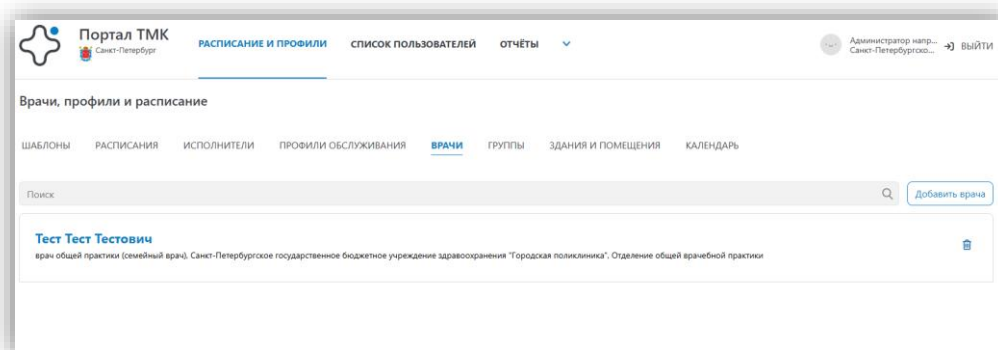 Портал ТМК
Санкт-Петербург
РАСПИСАНИЕ И ПРОФИЛИ СПИСОК ПОЛЬЗОВАТЕЛЕЙ ОТЧЁТЫ
Администратор напр...
Санкт-Петербургско...
ВЫЙТИ
Врачи, профили и расписание
ШАБЛОНЫ РАСПИСАНИЯ ИСПОЛНИТЕЛИ ПРОФИЛИ ОБСЛУЖИВАНИЯ ВРАЧИ ГРУППЫ ЗДАНИЯ И ПОМЕЩЕНИЯ КАЛЕНДАРЬ
Поиск Добавить врача
Тест Тест Тестович
врач общей практики (семейный врач), Санкт-Петербургское государственное бюджетное учреждение здравоохранения "Городская поликлиника". Отделение общей врачебной практики